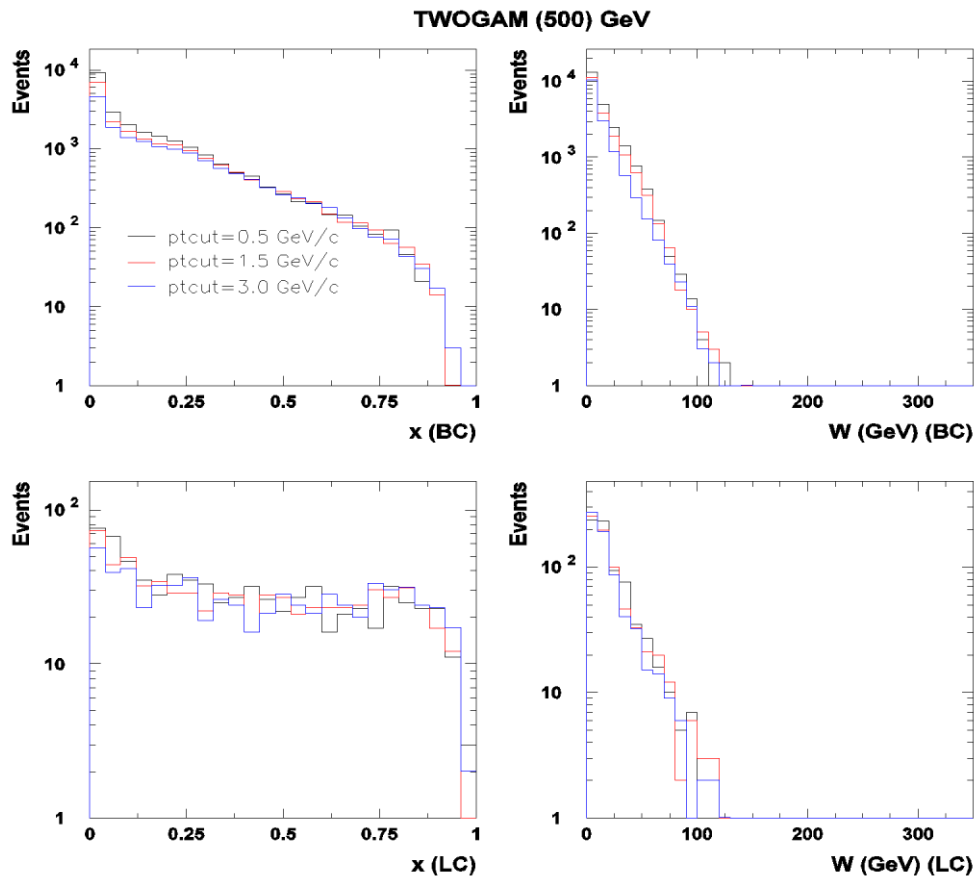 TWOGAM (500) GeV
Events
10^4
10^3
10^2
10
1
ptcut=0.5 GeV/c
ptcut=1.5 GeV/c
ptcut=3.0 GeV/c
0 0.25 0.5 0.75 1
x (BC)
Events
10^4
10^3
10^2
10
1
0 100 200 300
W (GeV) (BC)
Events
10^2
10
1
0 0.25 0.5 0.75 1
x (LC)
Events
10^2
10
1
0 100 200 300
W (GeV) (LC)